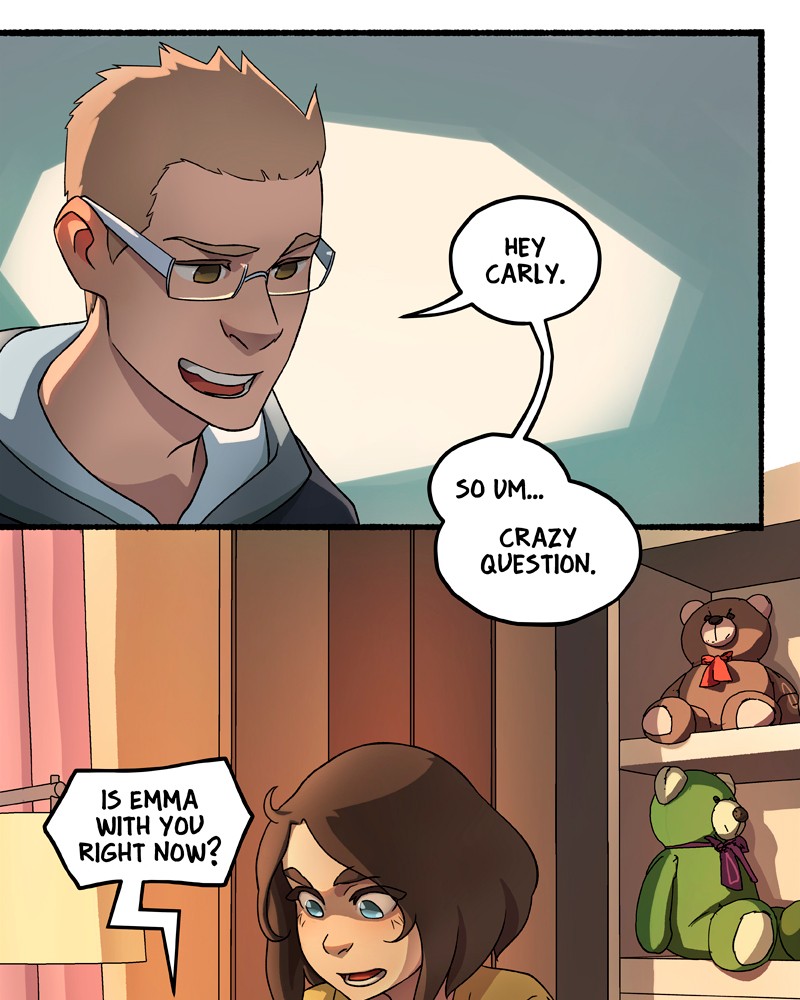 HEY
CARLY.
SO UM...
CRAZY
QUESTION.
IS EMMA
WITH YOU
RIGHT NOW?